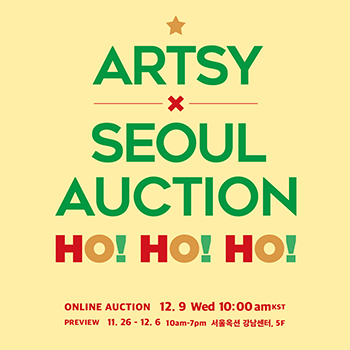 ARTSY
×
SEOUL
AUCTION
HO! HO! HO!
ONLINE AUCTION 12. 9 Wed 10:00 am KST
PREVIEW 11. 26 - 12. 6 10am-7pm 서울옥션 강남센터, 5F